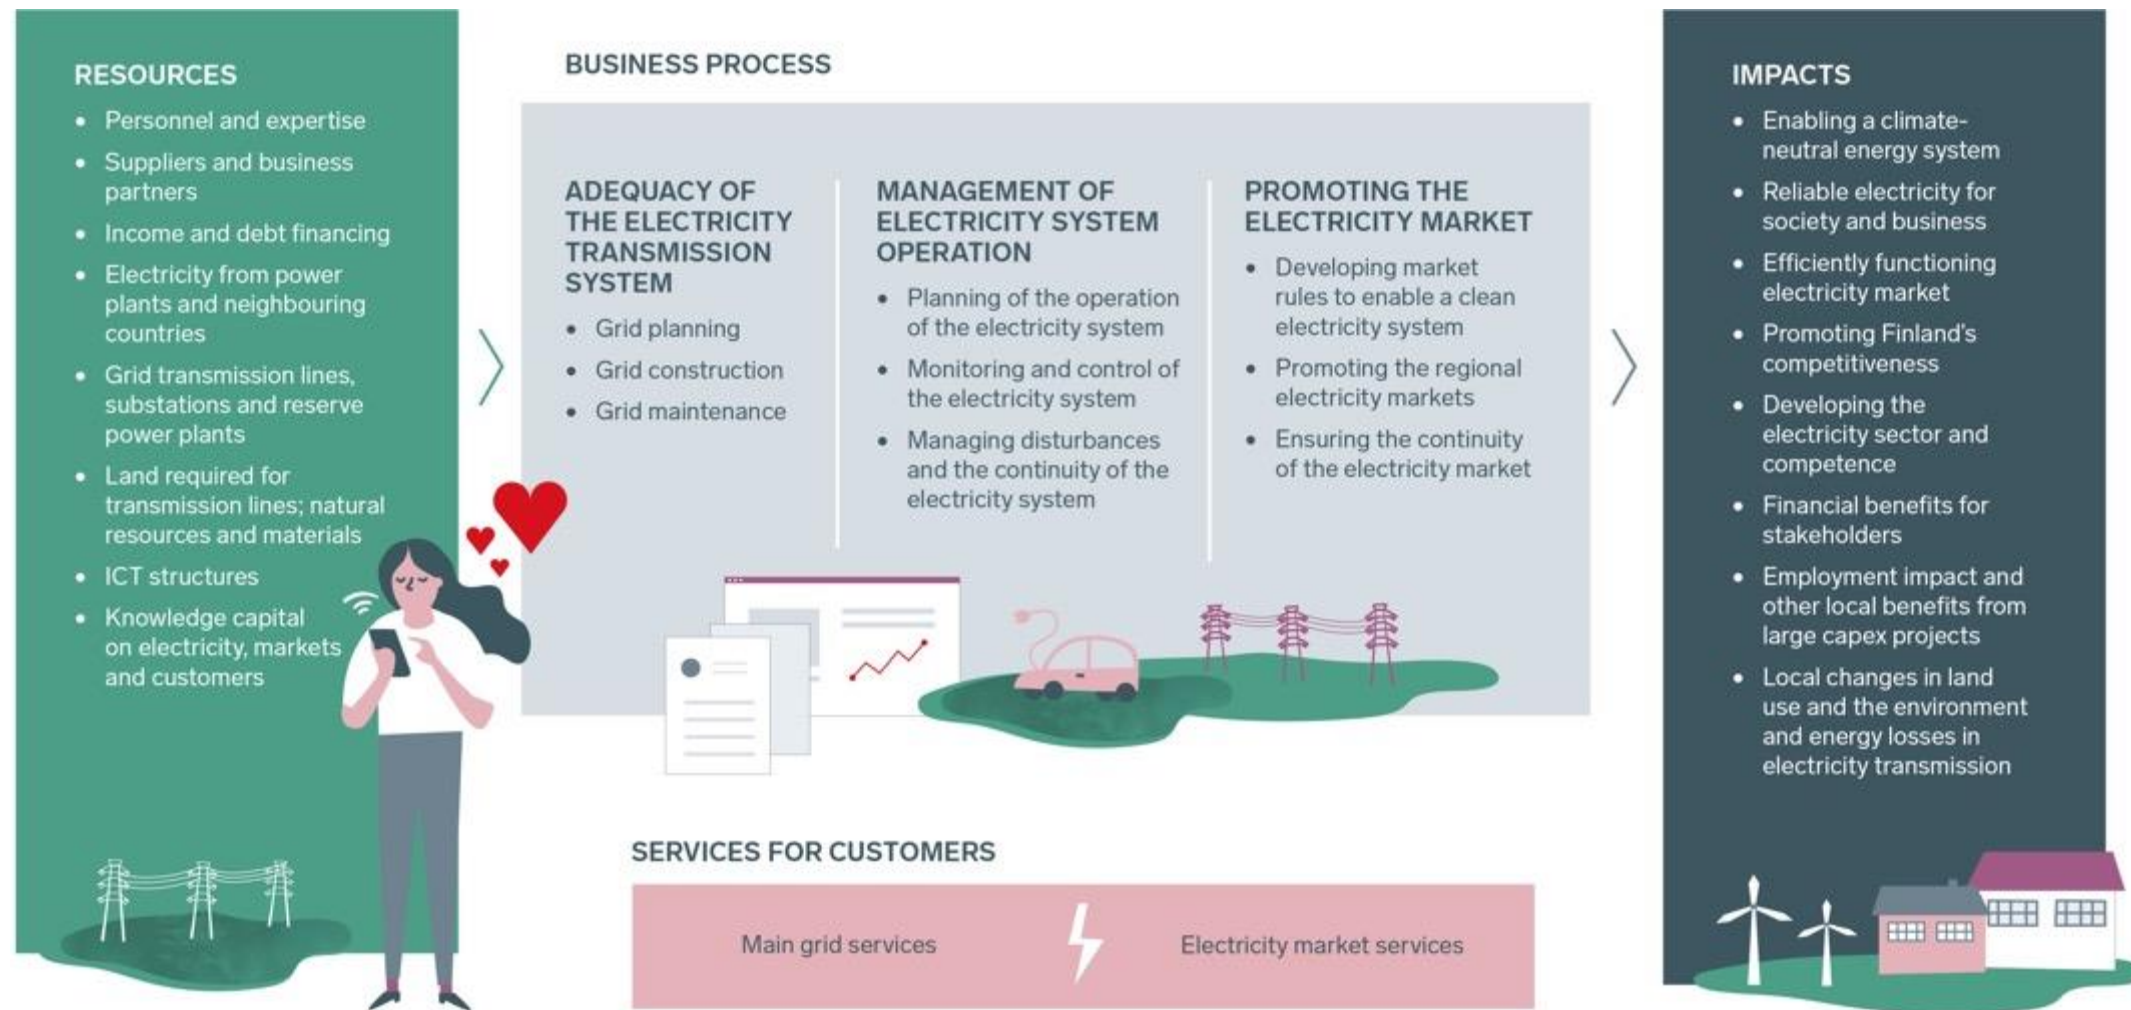 RESOURCES
• Personnel and expertise
• Suppliers and business
partners
• Income and debt financing
• Electricity from power
plants and neighbouring
countries
• Grid transmission lines,
substations and reserve
power plants
• Land required for
transmission lines; natural
resources and materials
• ICT structures
• Knowledge capital
on electricity, markets
and customers
BUSINESS PROCESS
ADEQUACY OF
THE ELECTRICITY
TRANSMISSION
SYSTEM
• Grid planning
• Grid construction
• Grid maintenance
MANAGEMENT OF
ELECTRICITY SYSTEM
OPERATION
• Planning of the operation
of the electricity system
• Monitoring and control of
the electricity system
• Managing disturbances
and the continuity of the
electricity system
PROMOTING THE
ELECTRICITY MARKET
• Developing market
rules to enable a clean
electricity system
• Promoting the regional
electricity markets
• Ensuring the continuity
of the electricity market
SERVICES FOR CUSTOMERS
Main grid services
Electricity market services
IMPACTS
• Enabling a climate-
neutral energy system
• Reliable electricity for
society and business
• Efficiently functioning
electricity market
• Promoting Finland's
competitiveness
• Developing the
electricity sector and
competence
• Financial benefits for
stakeholders
• Employment impact and
other local benefits from
large capex projects
• Local changes in land
use and the environment
and energy losses in
electricity transmission